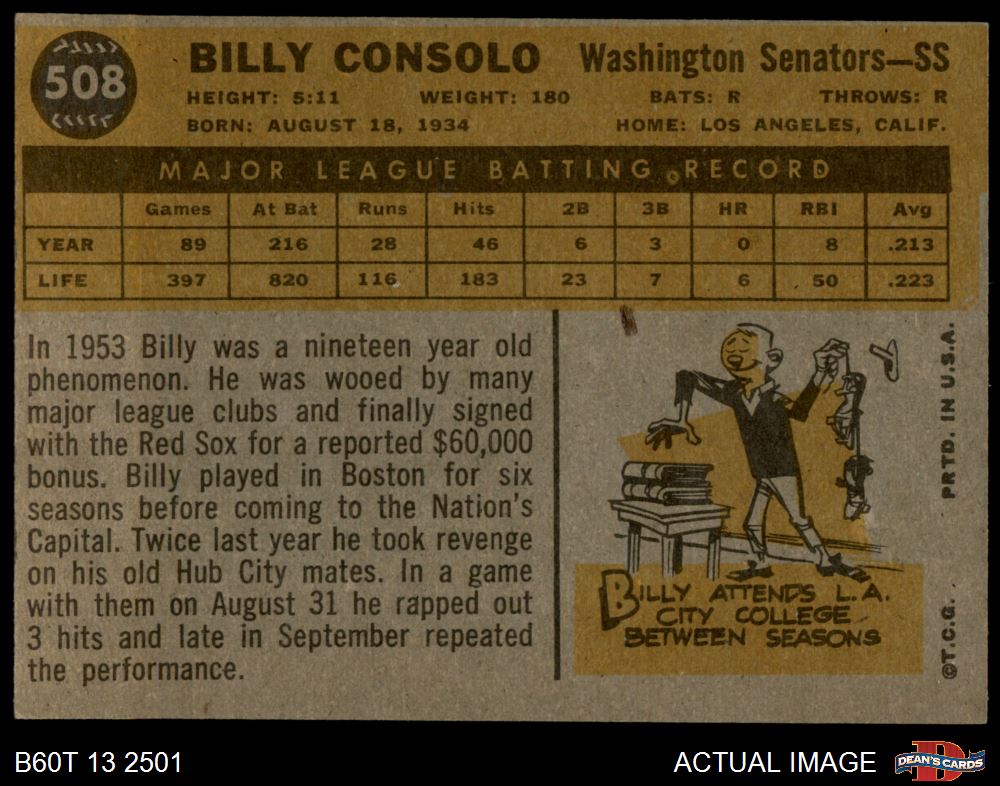 508
BILLY CONSOLO Washington Senators—SS
HEIGHT: 5:11 WEIGHT: 180 BATS: R THROWS: R
BORN: AUGUST 18, 1934 HOME: LOS ANGELES, CALIF.
MAJOR LEAGUE BATTING RECORD
Games At Bat Runs Hits 2B 3B HR RBI Avg
YEAR 89 216 28 46 6 3 0 8 .213
LIFE 397 820 116 183 23 7 6 50 .223
In 1953 Billy was a nineteen year old
phenomenon. He was wooed by many
major league clubs and finally signed
with the Red Sox for a reported $60,000
bonus. Billy played in Boston for six
seasons before coming to the Nation's
Capital. Twice last year he took revenge
on his old Hub City mates. In a game
with them on August 31 he rapped out
3 hits and late in September repeated
the performance.
BILLY ATTENDS L.A.
CITY COLLEGE
BETWEEN SEASONS
©T.C.G. PRTD. IN U.S.A.
B60T 13 2501 ACTUAL IMAGE
DEAN'S CARDS